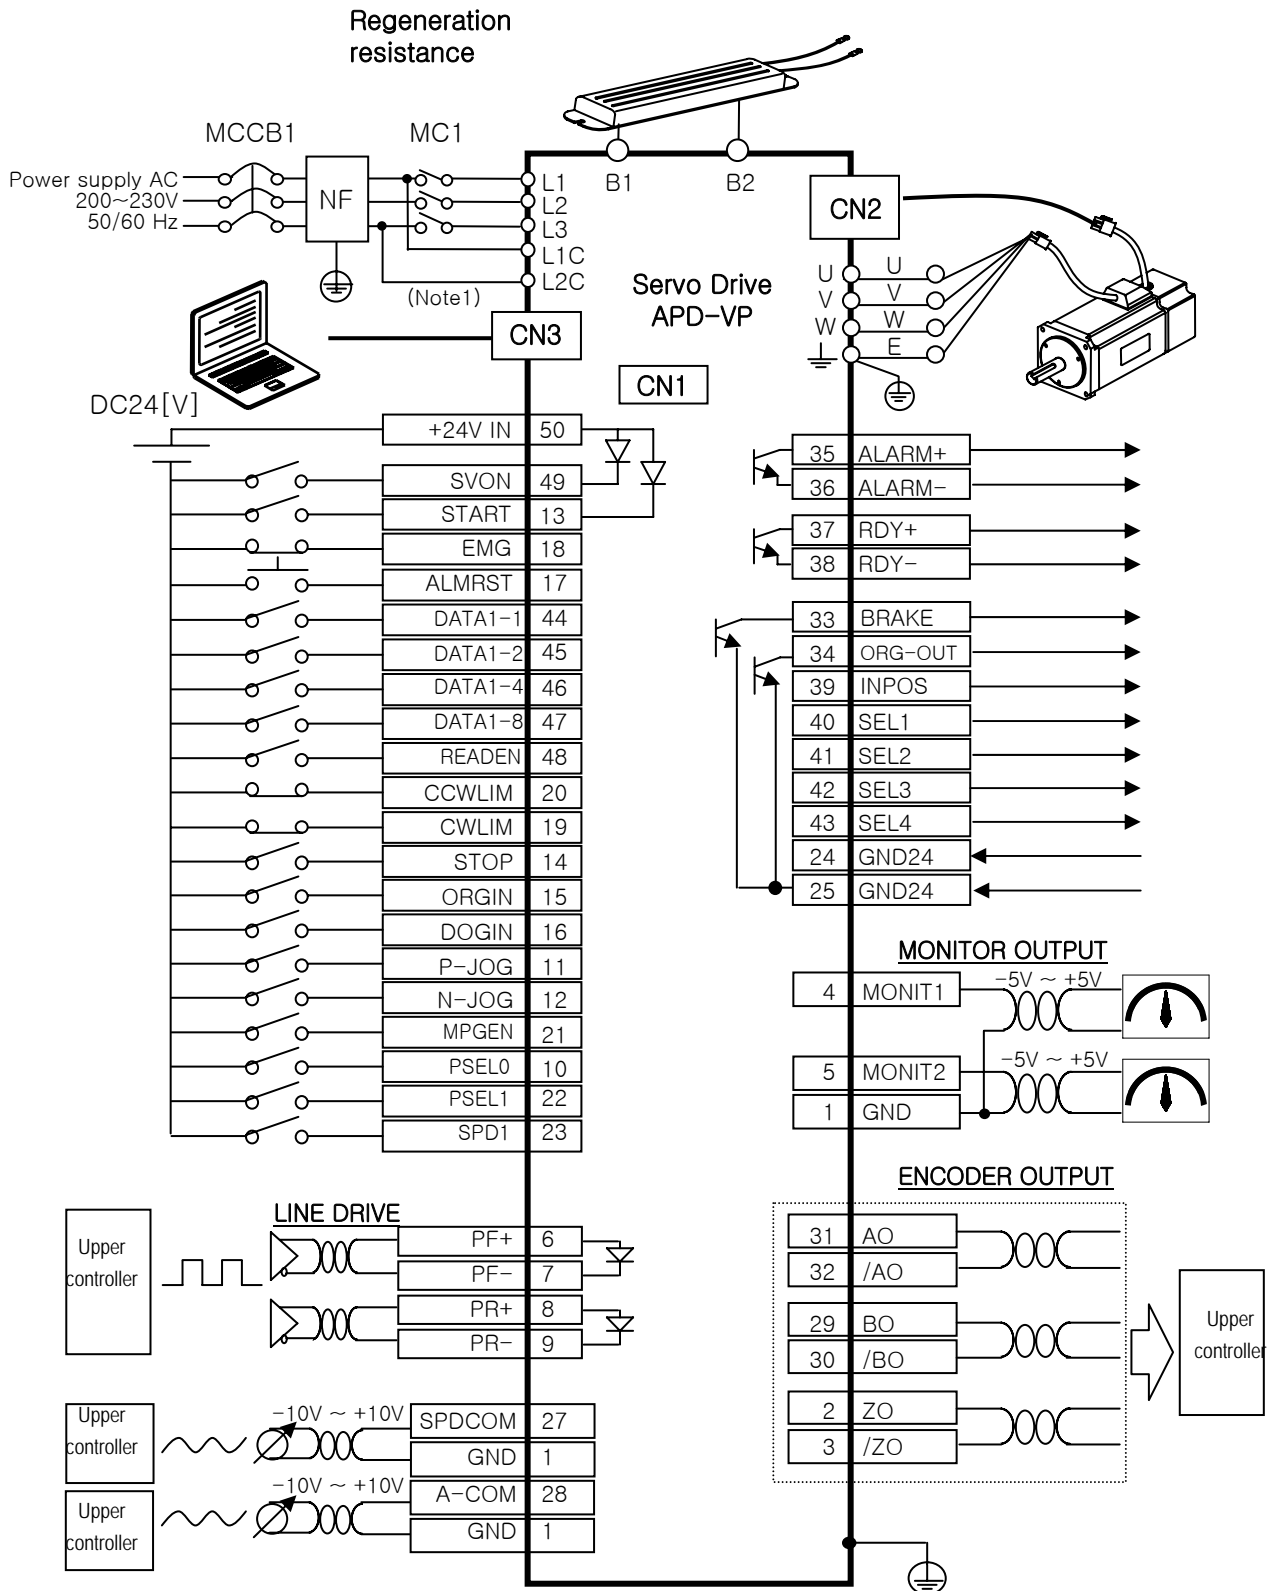 Regeneration
resistance
MCCB1
MC1
Power supply AC
200~230V
50/60 Hz
NF
L1
L2
L3
L1C
L2C
(Note1)
B1
B2
CN2
Servo Drive
APD-VP
U
V
W
U
V
W
E
CN3
CN1
DC24[V]
+24V IN 50
SVON 49
START 13
EMG 18
ALMRST 17
DATA1-1 44
DATA1-2 45
DATA1-4 46
DATA1-8 47
READEN 48
CCWLIM 20
CWLIM 19
STOP 14
ORGIN 15
DOGIN 16
P-JOG 11
N-JOG 12
MPGEN 21
PSEL0 10
PSEL1 22
SPD1 23
35 ALARM+
36 ALARM-
37 RDY+
38 RDY-
33 BRAKE
34 ORG-OUT
39 INPOS
40 SEL1
41 SEL2
42 SEL3
43 SEL4
24 GND24
25 GND24
MONITOR OUTPUT
4 MONIT1
-5V ~ +5V
5 MONIT2
-5V ~ +5V
1 GND
ENCODER OUTPUT
31 AO
32 /AO
29 BO
30 /BO
2 ZO
3 /ZO
Upper
controller
LINE DRIVE
Upper
controller
PF+ 6
PF- 7
PR+ 8
PR- 9
Upper
controller
-10V ~ +10V
SPDCOM 27
GND 1
Upper
controller
-10V ~ +10V
A-COM 28
GND 1